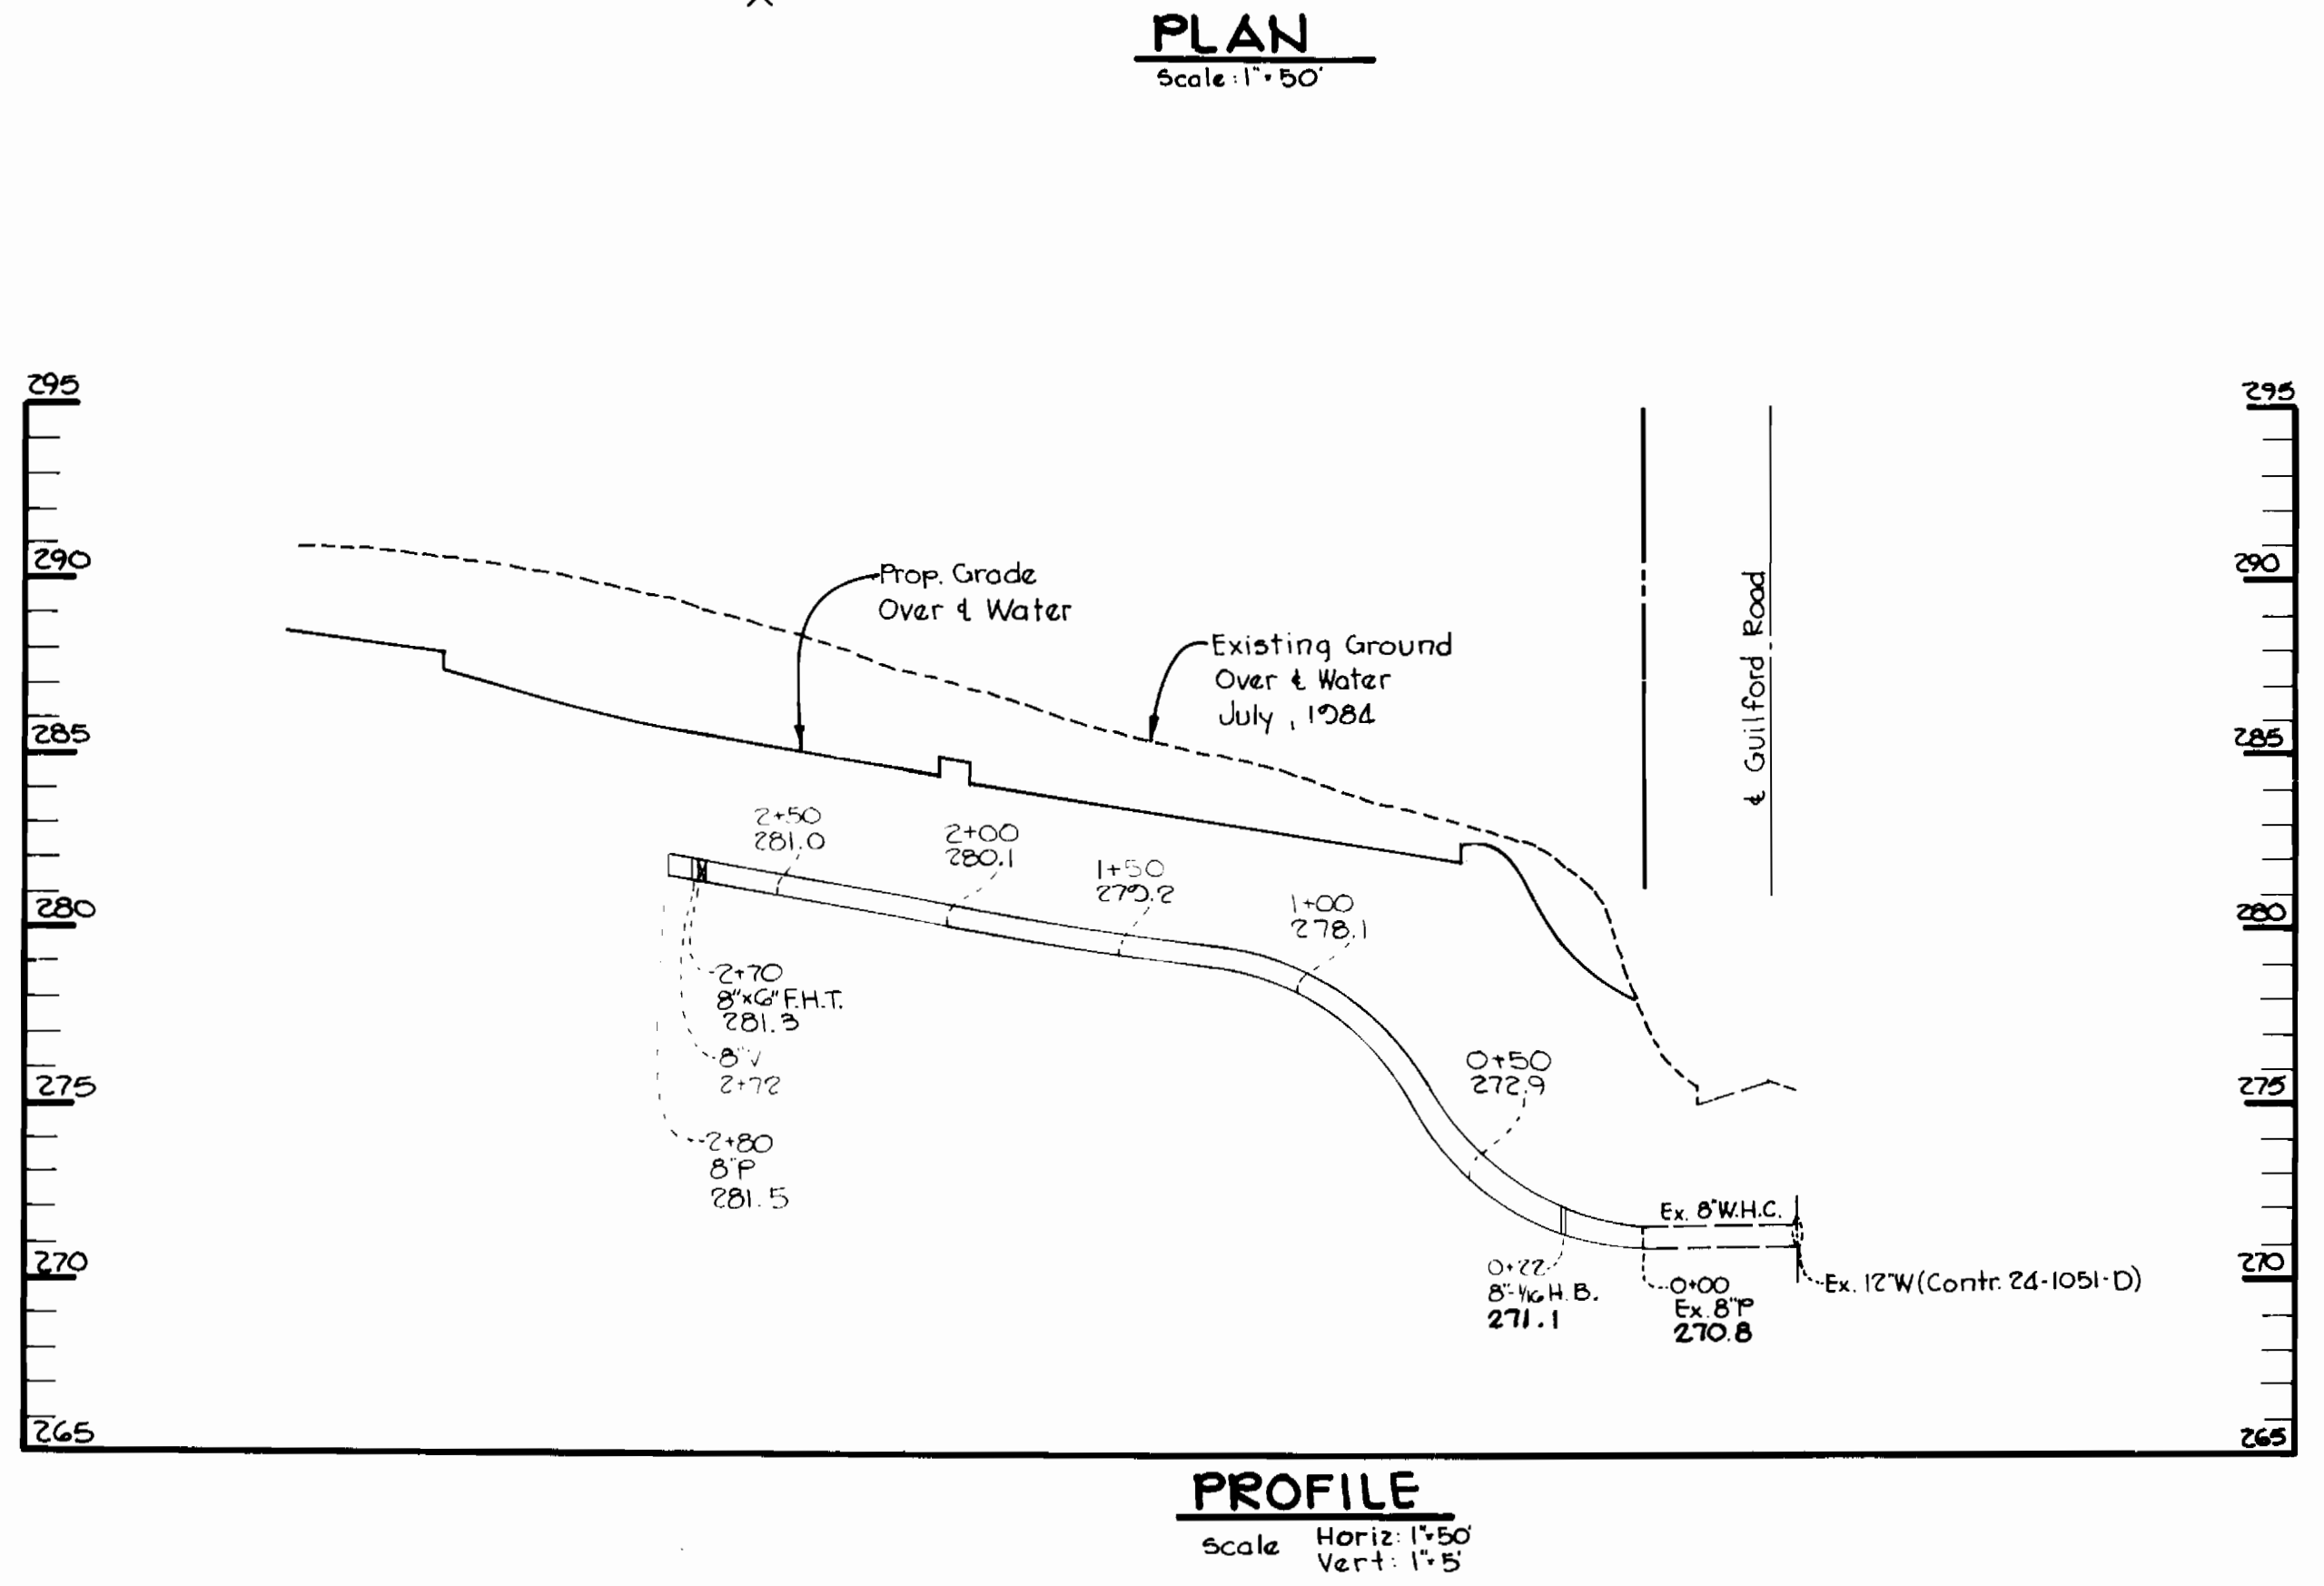 PLAN
Scale: 1"=50'
295
295
290
290
Prop. Grade
Over ℄ Water
Existing Ground
Over ℄ Water
July, 1984
℄ Guilford Road
285
285
2+50
281.0
2+00
280.1
1+50
279.2
1+00
278.1
280
280
2+70
8"x6" F.H.T.
281.3
8"V
2+72
0+50
272.9
275
275
2+80
8"P
281.5
Ex. 8"W.H.C.
270
270
0+22
8"-1/16 H.B.
271.1
0+00
Ex. 8"P
270.8
Ex. 12"W (Contr. 24-1051-D)
265
265
PROFILE
Scale Horiz: 1"=50'
Vert: 1"=5'